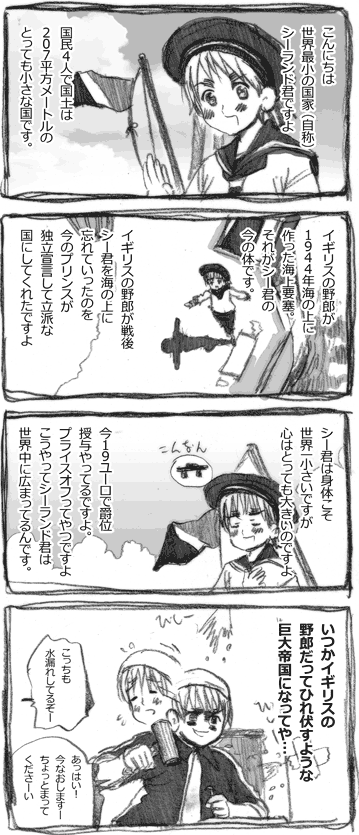 こんにちは
世界最小の国家（自称）
シーランド君ですよ
国民4人で国土は
207平方メートルの
とっても小さな国です。
イギリスの野郎が
1944年海の上に
作った海上要塞。
それがシー君の
今の体です。
イギリスの野郎が戦後
シー君を海の上に
忘れていったのを
今のプリンスが
独立宣言して立派な
国にしてくれたですよ
シー君は身体こそ
世界一小さいですが
心はとっても大きいのですよ
こんなん
今19ユーロで爵位
授与やってるですよ。
プライスオフってやつですよ
こうやってシーランド君は
世界中に広まってるんです。
いつかイギリスの
野郎だってひれ伏すような
巨大帝国になってや…
こっちも
水漏れしてるぞー
あっはい！
今なおしますー
ちょっとまって
くださーい